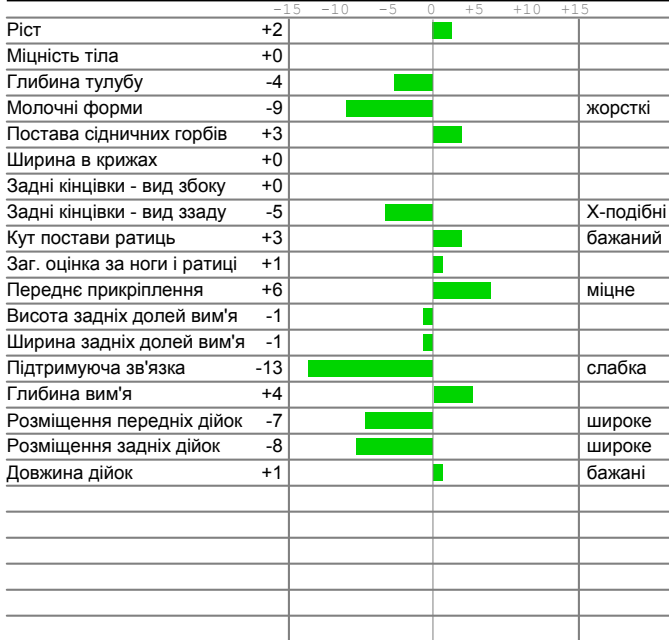 -15 -10 -5 0 +5 +10 +15
Ріст +2
Міцність тіла +0
Глибина тулубу -4
Молочні форми -9 жорсткі
Постава сідничних горбів +3
Ширина в крижах +0
Задні кінцівки - вид збоку +0
Задні кінцівки - вид ззаду -5 Х-подібні
Кут постави ратиць +3 бажаний
Заг. оцінка за ноги і ратиці +1
Переднє прикріплення +6 міцне
Висота задніх долей вим'я -1
Ширина задніх долей вим'я -1
Підтримуюча зв'язка -13 слабка
Глибина вим'я +4
Розміщення передніх дійок -7 широке
Розміщення задніх дійок -8 широке
Довжина дійок +1 бажані